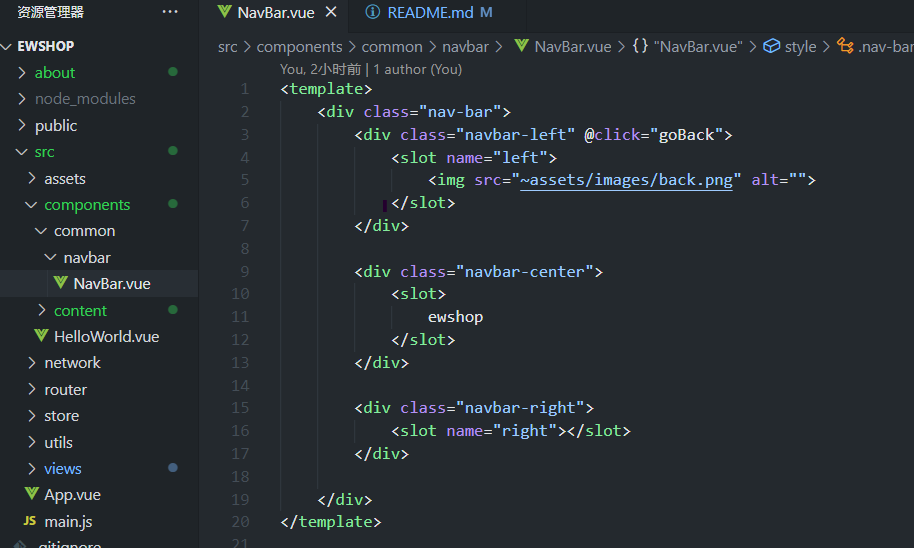 资源管理器 ···
EWSHOP
about
node_modules
public
src
assets
components
common
navbar
NavBar.vue
content
HelloWorld.vue
network
router
store
utils
views
App.vue
JS main.js
.gitignore
NavBar.vue × README.md M
src > components > common > navbar > NavBar.vue > {} "NavBar.vue" > style > .nav-bar
You, 2小时前 | 1 author (You)
1 <template>
2 <div class="nav-bar">
3 <div class="navbar-left" @click="goBack">
4 <slot name="left">
5 <img src="~assets/images/back.png" alt="">
6 </slot>
7 </div>
8
9 <div class="navbar-center">
10 <slot>
11 ewshop
12 </slot>
13 </div>
14
15 <div class="navbar-right">
16 <slot name="right"></slot>
17 </div>
18
19 </div>
20 </template>
21